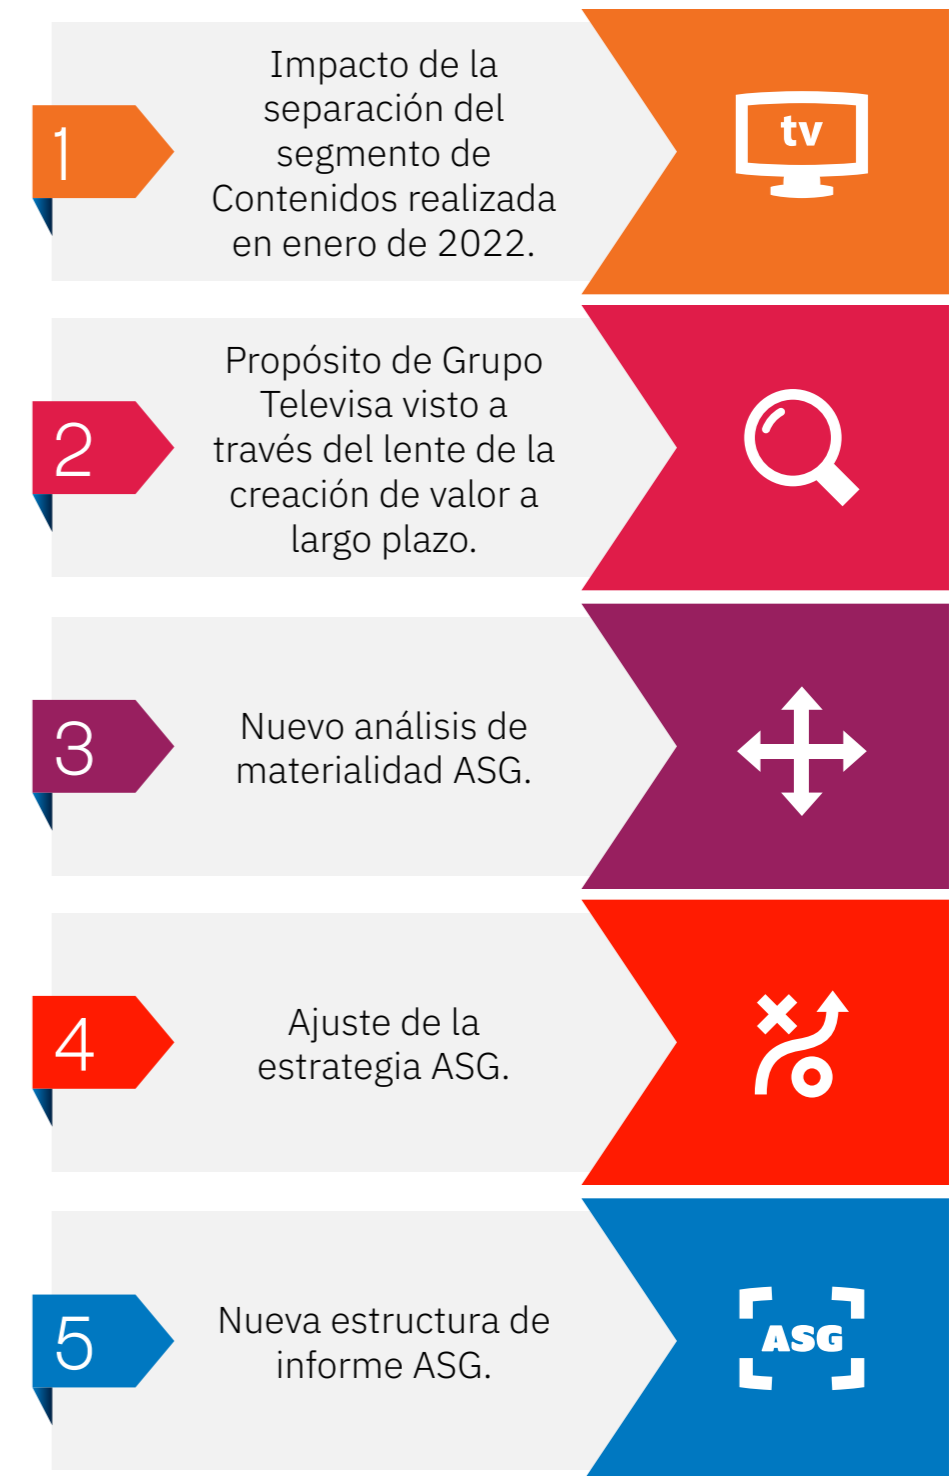 1
Impacto de la
separación del
segmento de
Contenidos realizada
en enero de 2022.
tv
2
Propósito de Grupo
Televisa visto a
través del lente de la
creación de valor a
largo plazo.
3
Nuevo análisis de
materialidad ASG.
4
Ajuste de la
estrategia ASG.
5
Nueva estructura de
informe ASG.
ASG